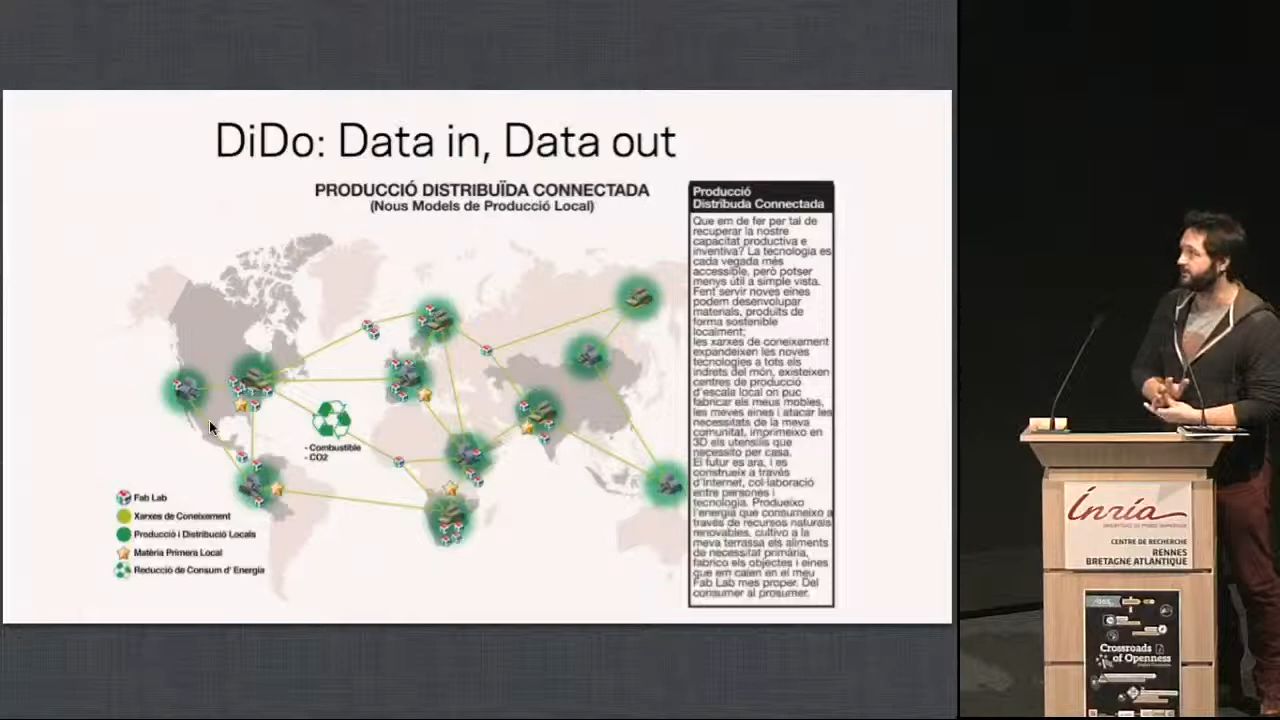 DiDo: Data in, Data out
PRODUCCIÓ DISTRIBUÏDA CONNECTADA
(Nous Models de Producció Local)
- Combustible
- CO2
Fab Lab
Xarxes de Coneixement
Producció i Distribució Locals
Matèria Primera Local
Reducció de Consum d' Energia
Producció
Distribuda Connectada
Que em de fer per tal de
recuperar la nostre
capacitat productiva e
inventiva? La tecnologia es
cada vegada més
accessible, però potser
menys útil a simple vista.
Fent servir noves eines
podem desenvolupar
materials, produïts de
forma sostenible
localment;
les xarxes de coneixement
expandeixen les noves
tecnologies a tots els
indrets del món, existeixen
centres de producció
d'escala local on puc
fabricar els meus mobles,
les meves eines i atacar les
necessitats de la meva
comunitat, imprimeixo en
3D els utensilis que
necessito per casa.
El futur es ara, i es
construeix a través
d'Internet, col·laboració
entre persones i
tecnologia. Produeixo
l'energia que consumeixo a
través de recursos naturals
renovables, cultivo a la
meva terrassa els aliments
de necessitat primària,
fabrico els objectes i eines
que em calen en el meu
Fab Lab mes proper. Del
consumer al prosumer.
Inria
CENTRE DE RECHERCHE
RENNES
BRETAGNE ATLANTIQUE
Crossroads
of Openness